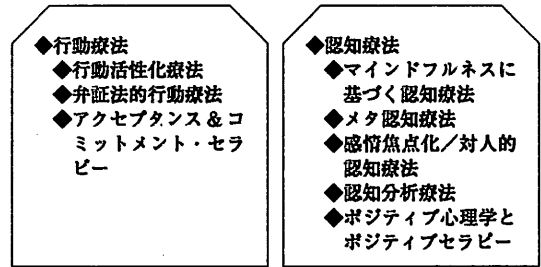 ◆行動療法
◆行動活性化療法
◆弁証法的行動療法
◆アクセプタンス＆コ
ミットメント・セラ
ピー
◆認知療法
◆マインドフルネスに
基づく認知療法
◆メタ認知療法
◆感情焦点化／対人的
認知療法
◆認知分析療法
◆ポジティブ心理学と
ポジティブセラピー